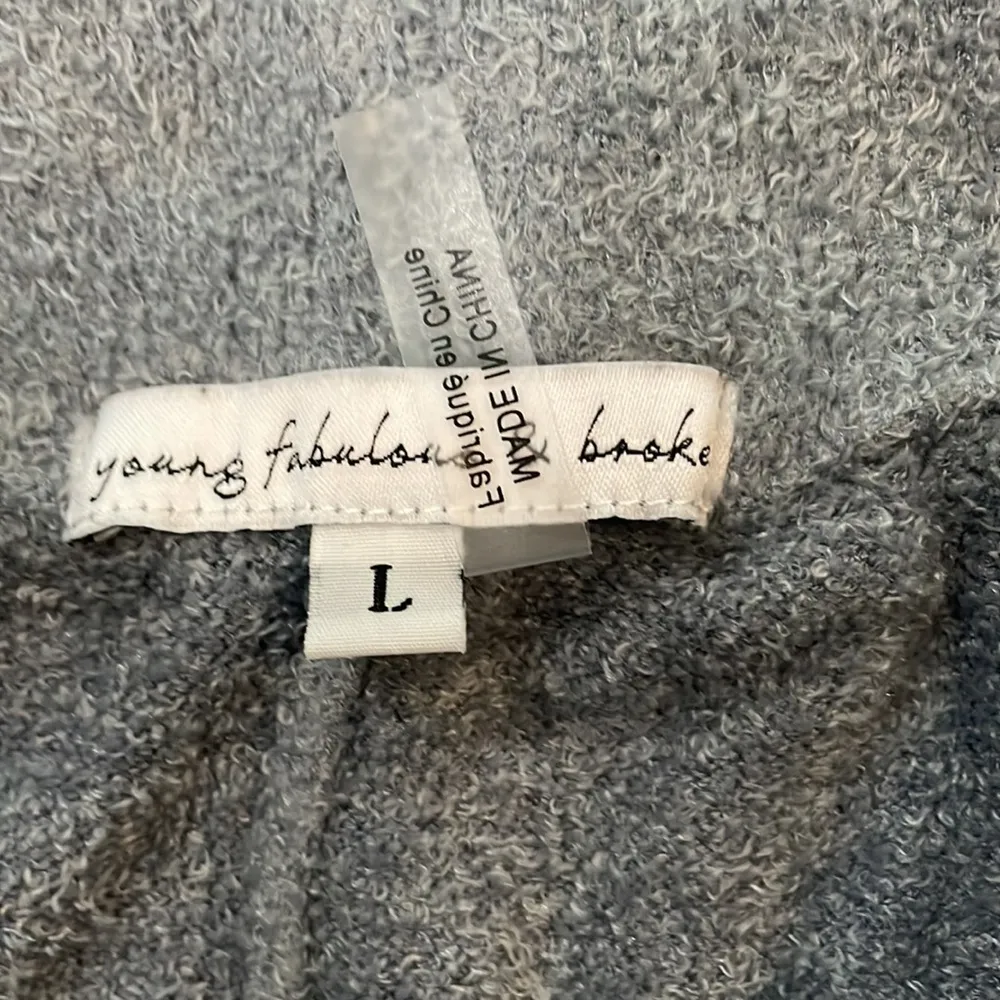 young fabulous & broke
L
MADE IN CHINA
Fabriqué en Chine